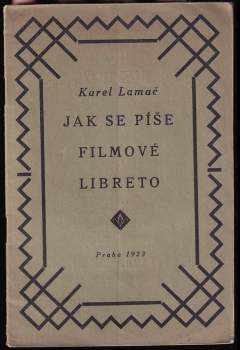 Karel Lamač
JAK SE PÍŠE
FILMOVÉ
LIBRETO
Praha 1923